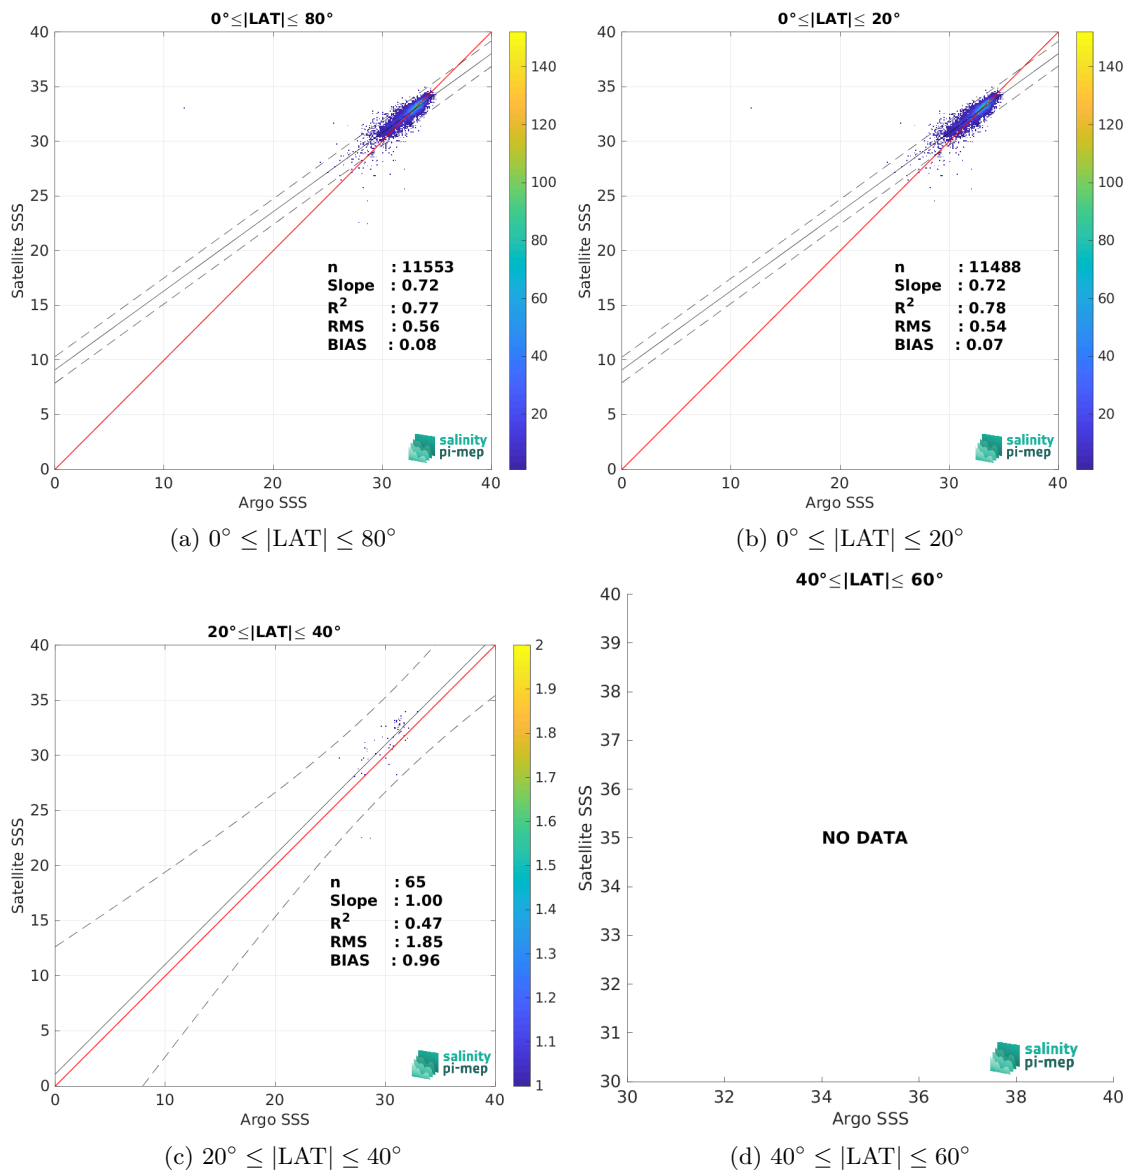 0°≤|LAT|≤ 80°
40
35
30
25
20
15
10
5
0
Satellite SSS
n : 11553
Slope : 0.72
R² : 0.77
RMS : 0.56
BIAS : 0.08
salinity
pi-mep
0 10 20 30 40
Argo SSS
140
120
100
80
60
40
20
(a) 0° ≤ |LAT| ≤ 80°
0°≤|LAT|≤ 20°
40
35
30
25
20
15
10
5
0
Satellite SSS
n : 11488
Slope : 0.72
R² : 0.78
RMS : 0.54
BIAS : 0.07
salinity
pi-mep
0 10 20 30 40
Argo SSS
140
120
100
80
60
40
20
(b) 0° ≤ |LAT| ≤ 20°
20°≤|LAT|≤ 40°
40
35
30
25
20
15
10
5
0
Satellite SSS
n : 65
Slope : 1.00
R² : 0.47
RMS : 1.85
BIAS : 0.96
salinity
pi-mep
0 10 20 30 40
Argo SSS
2
1.9
1.8
1.7
1.6
1.5
1.4
1.3
1.2
1.1
1
(c) 20° ≤ |LAT| ≤ 40°
40°≤|LAT|≤ 60°
40
39
38
37
36
35
34
33
32
31
30
Satellite SSS
NO DATA
salinity
pi-mep
30 32 34 36 38 40
Argo SSS
(d) 40° ≤ |LAT| ≤ 60°